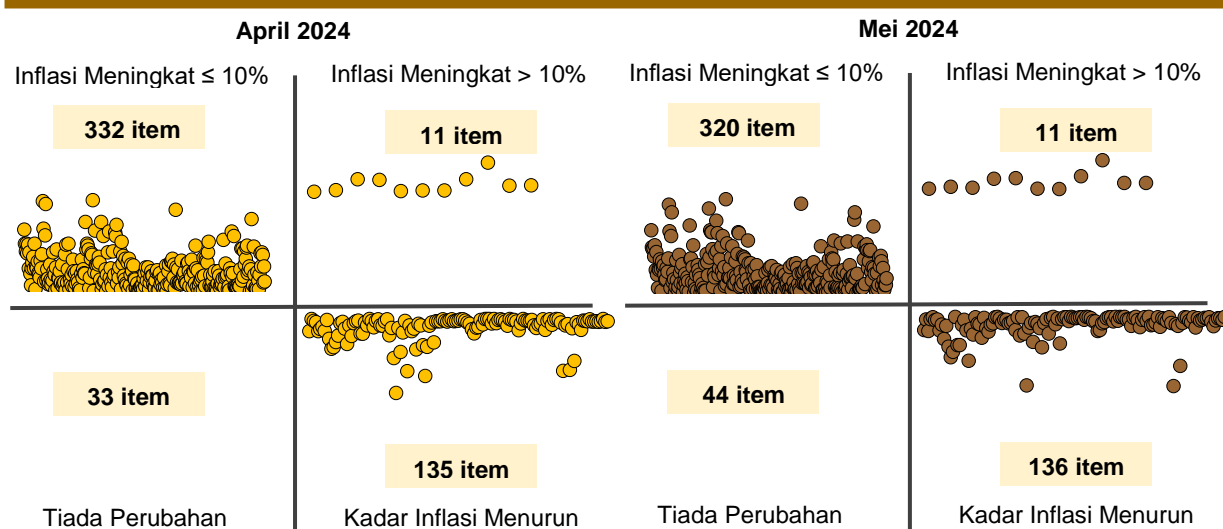 April 2024
Inflasi Meningkat ≤ 10%
Inflasi Meningkat > 10%
332 item
11 item
33 item
135 item
Tiada Perubahan
Kadar Inflasi Menurun
Mei 2024
Inflasi Meningkat ≤ 10%
Inflasi Meningkat > 10%
320 item
11 item
44 item
136 item
Tiada Perubahan
Kadar Inflasi Menurun